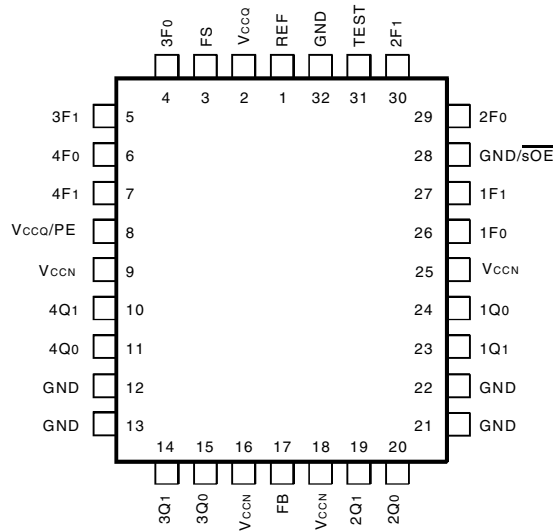 3F0 FS VCCQ REF GND TEST 2F1
4 3 2 1 32 31 30
3F1 5 29 2F0
4F0 6 28 GND/sOE
4F1 7 27 1F1
VCCQ/PE 8 26 1F0
VCCN 9 25 VCCN
4Q1 10 24 1Q0
4Q0 11 23 1Q1
GND 12 22 GND
GND 13 21 GND
14 15 16 17 18 19 20
3Q1 3Q0 VCCN FB VCCN 2Q1 2Q0